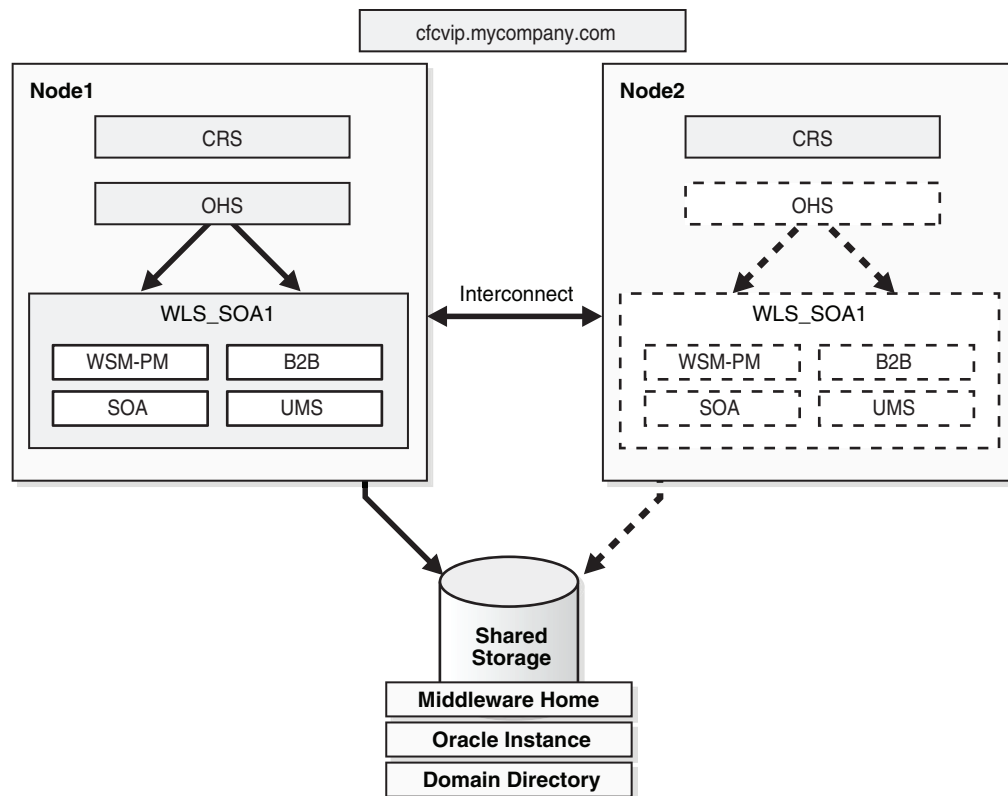 cfcvip.mycompany.com
Node1
CRS
OHS
WLS_SOA1
WSM-PM
B2B
SOA
UMS
Interconnect
Node2
CRS
OHS
WLS_SOA1
WSM-PM
B2B
SOA
UMS
Shared
Storage
Middleware Home
Oracle Instance
Domain Directory